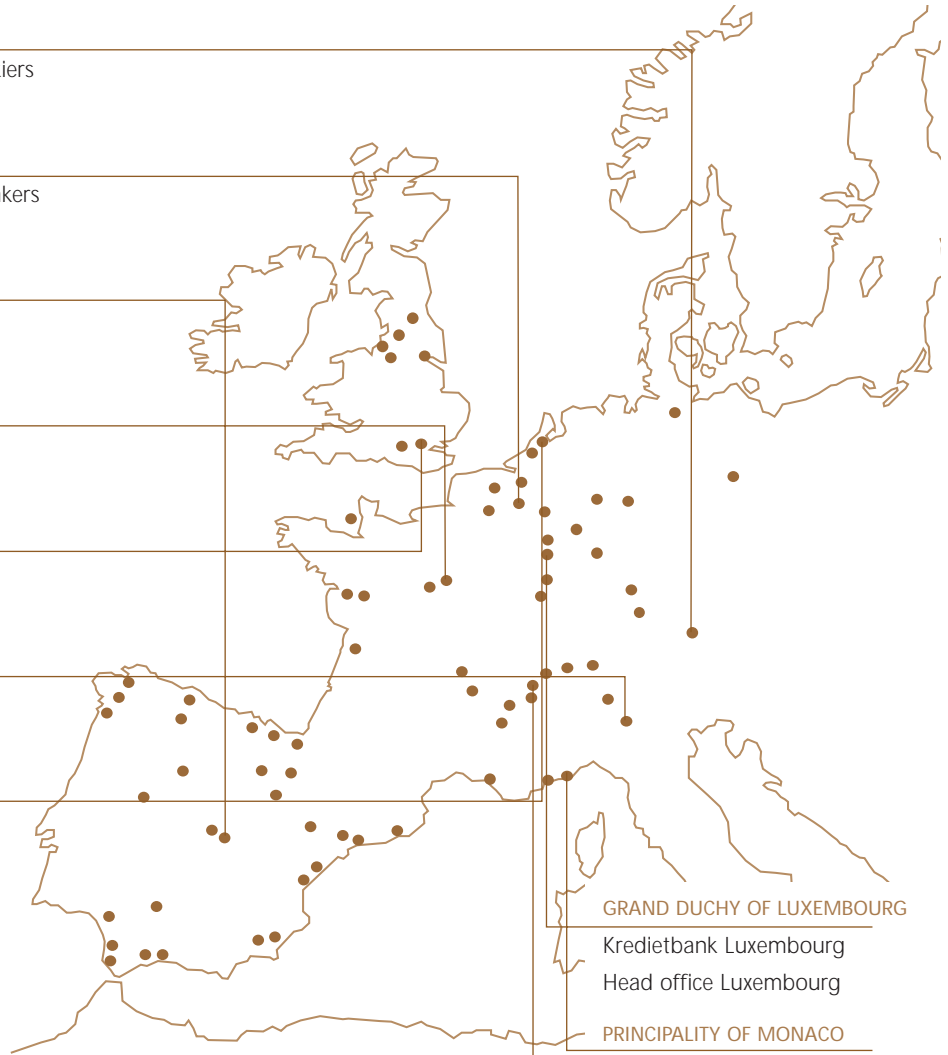 iers
kers
GRAND DUCHY OF LUXEMBOURG
Kredietbank Luxembourg
Head office Luxembourg
PRINCIPALITY OF MONACO